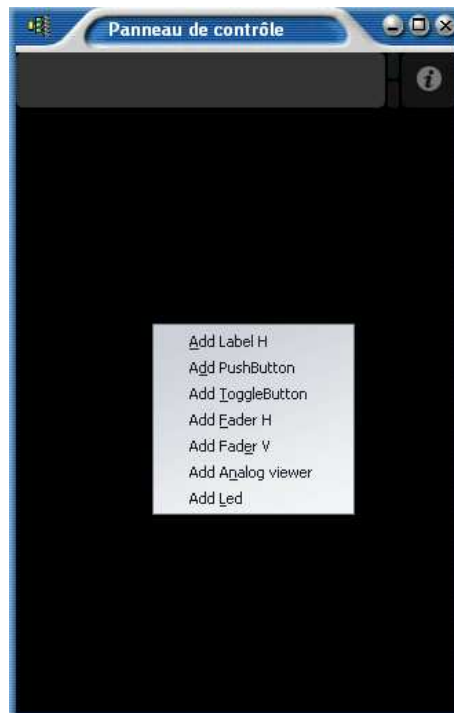 Panneau de contrôle
Add Label H
Add PushButton
Add ToggleButton
Add Fader H
Add Fader V
Add Analog viewer
Add Led